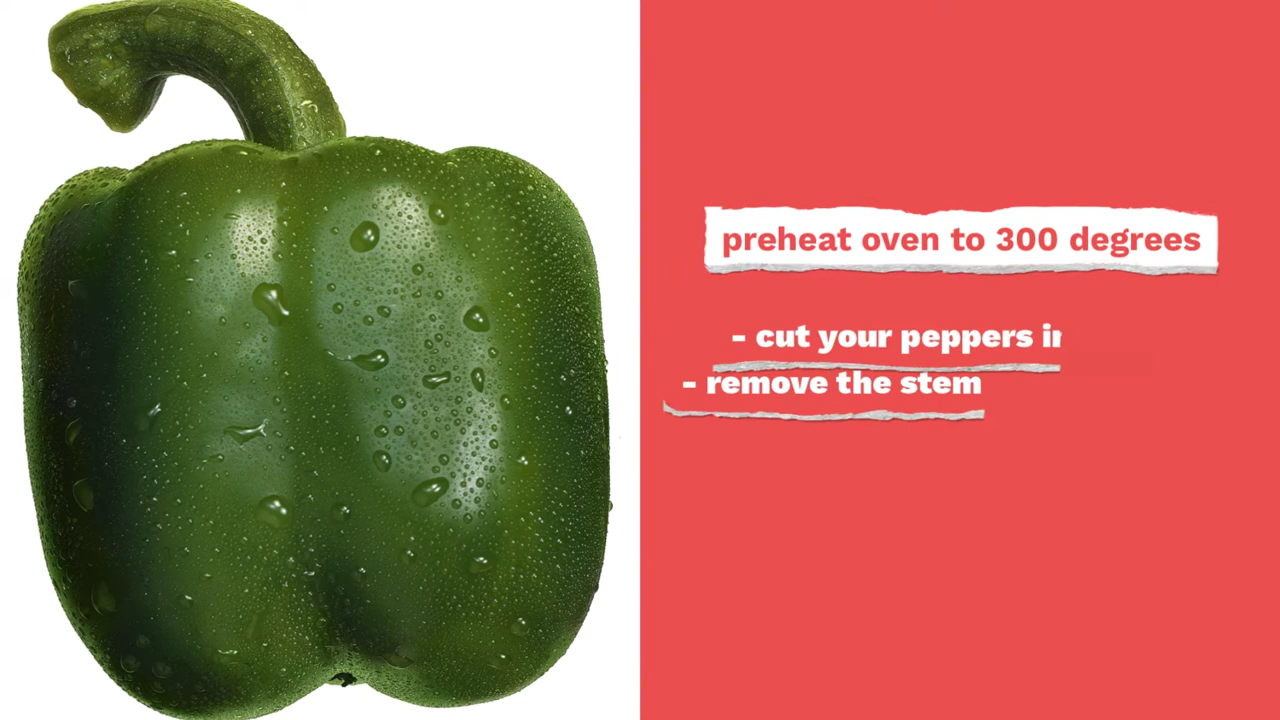 preheat oven to 300 degrees
- cut your peppers
- remove the stem